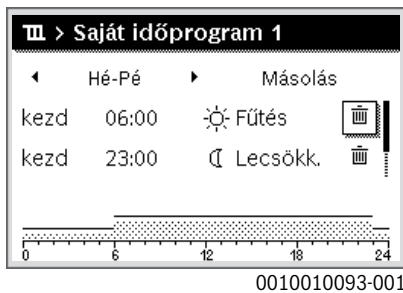 > Saját időprogram 1
Hé-Pé Másolás
kezd 06:00 Fűtés
kezd 23:00 Lecsökk.
0 6 12 18 24
0010010093-001